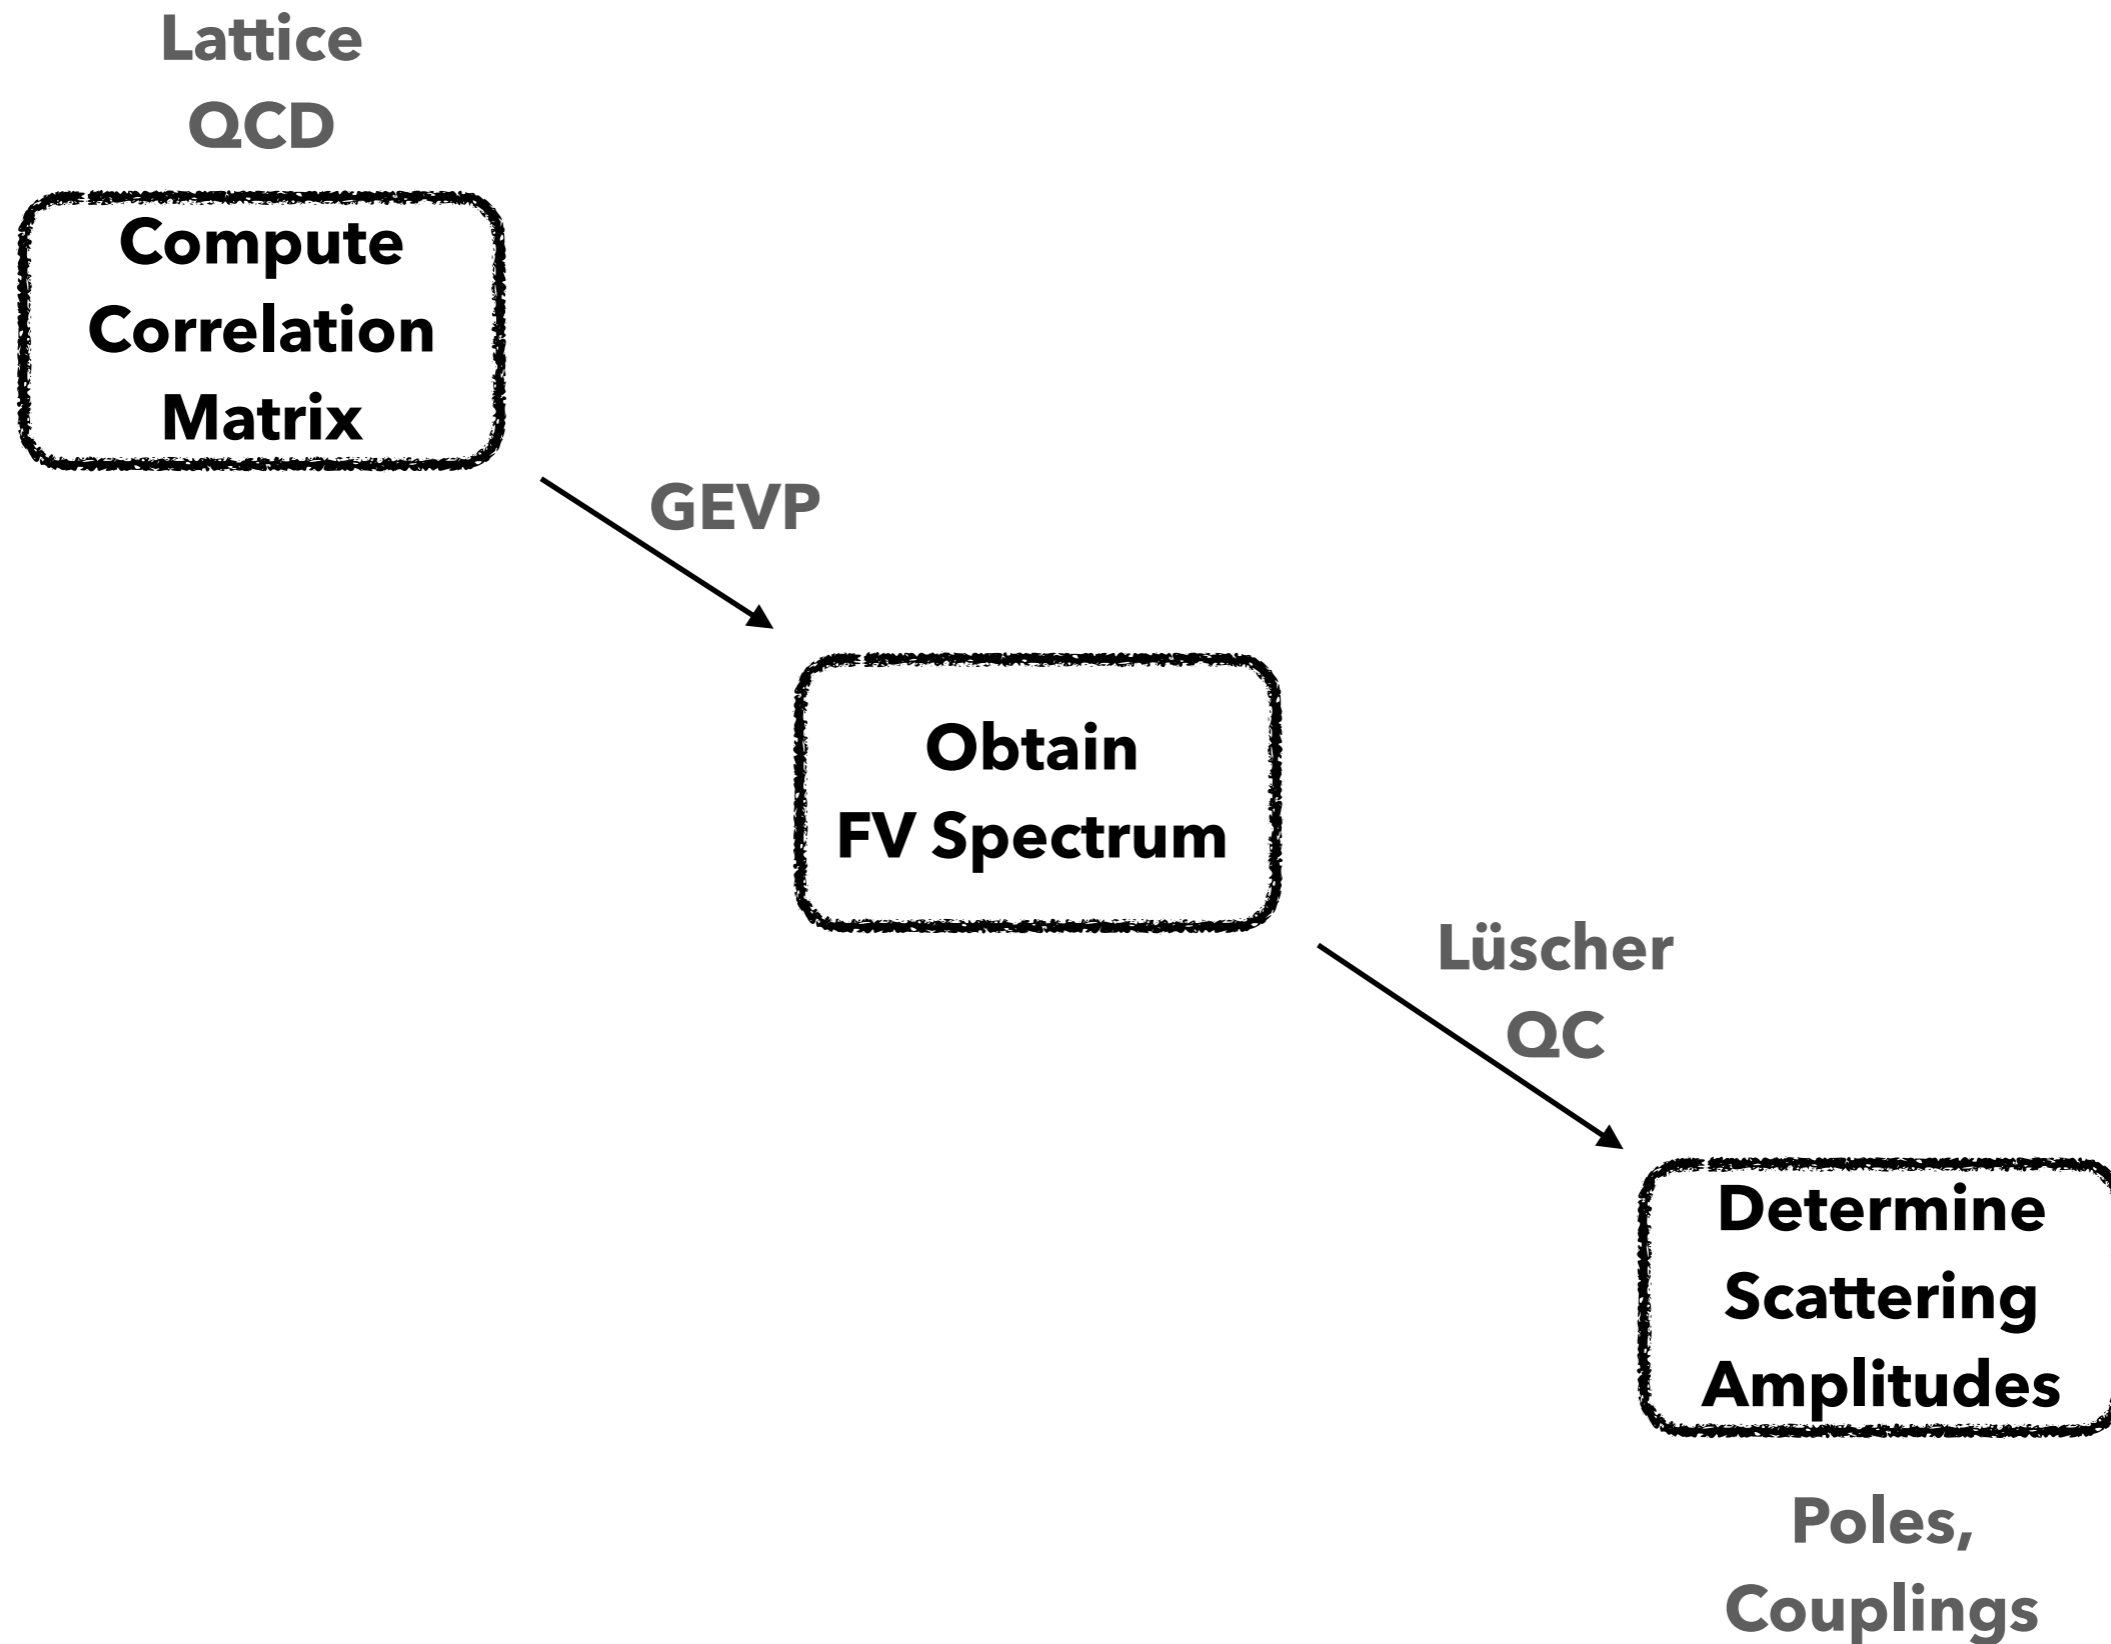 Lattice
QCD
Compute
Correlation
Matrix
GEVP
Obtain
FV Spectrum
Lüscher
QC
Determine
Scattering
Amplitudes
Poles,
Couplings